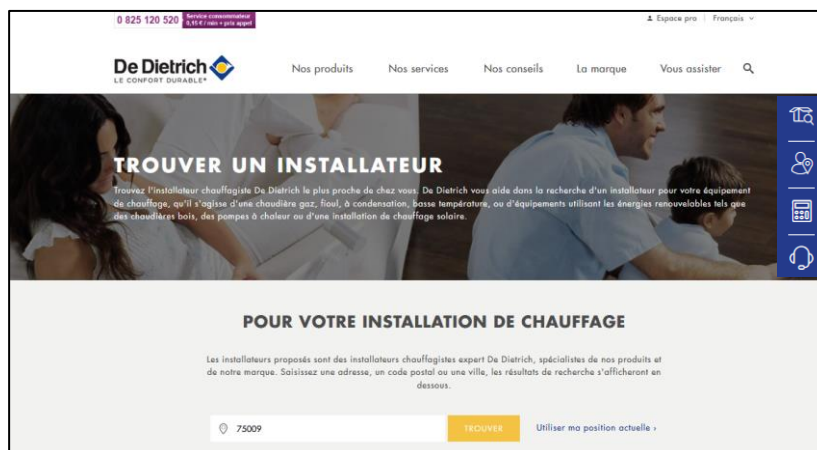 0 825 120 520 Service consommateur
0,15 € / min + prix appel
Espace pro | Français
De Dietrich
LE CONFORT DURABLE®
Nos produits Nos services Nos conseils La marque Vous assister
TROUVER UN INSTALLATEUR
Trouvez l'installateur chauffagiste De Dietrich le plus proche de chez vous. De Dietrich vous aide dans la recherche d'un installateur pour votre équipement
de chauffage, qu'il s'agisse d'une chaudière gaz, fioul, à condensation, basse température, ou d'équipements utilisant les énergies renouvelables tels que
des chaudières bois, des pompes à chaleur ou d'une installation de chauffage solaire.
POUR VOTRE INSTALLATION DE CHAUFFAGE
Les installateurs proposés sont des installateurs chauffagistes expert De Dietrich, spécialistes de nos produits et
de notre marque. Saisissez une adresse, un code postal ou une ville, les résultats de recherche s'afficheront en
dessous.
75009 TROUVER Utiliser ma position actuelle ›